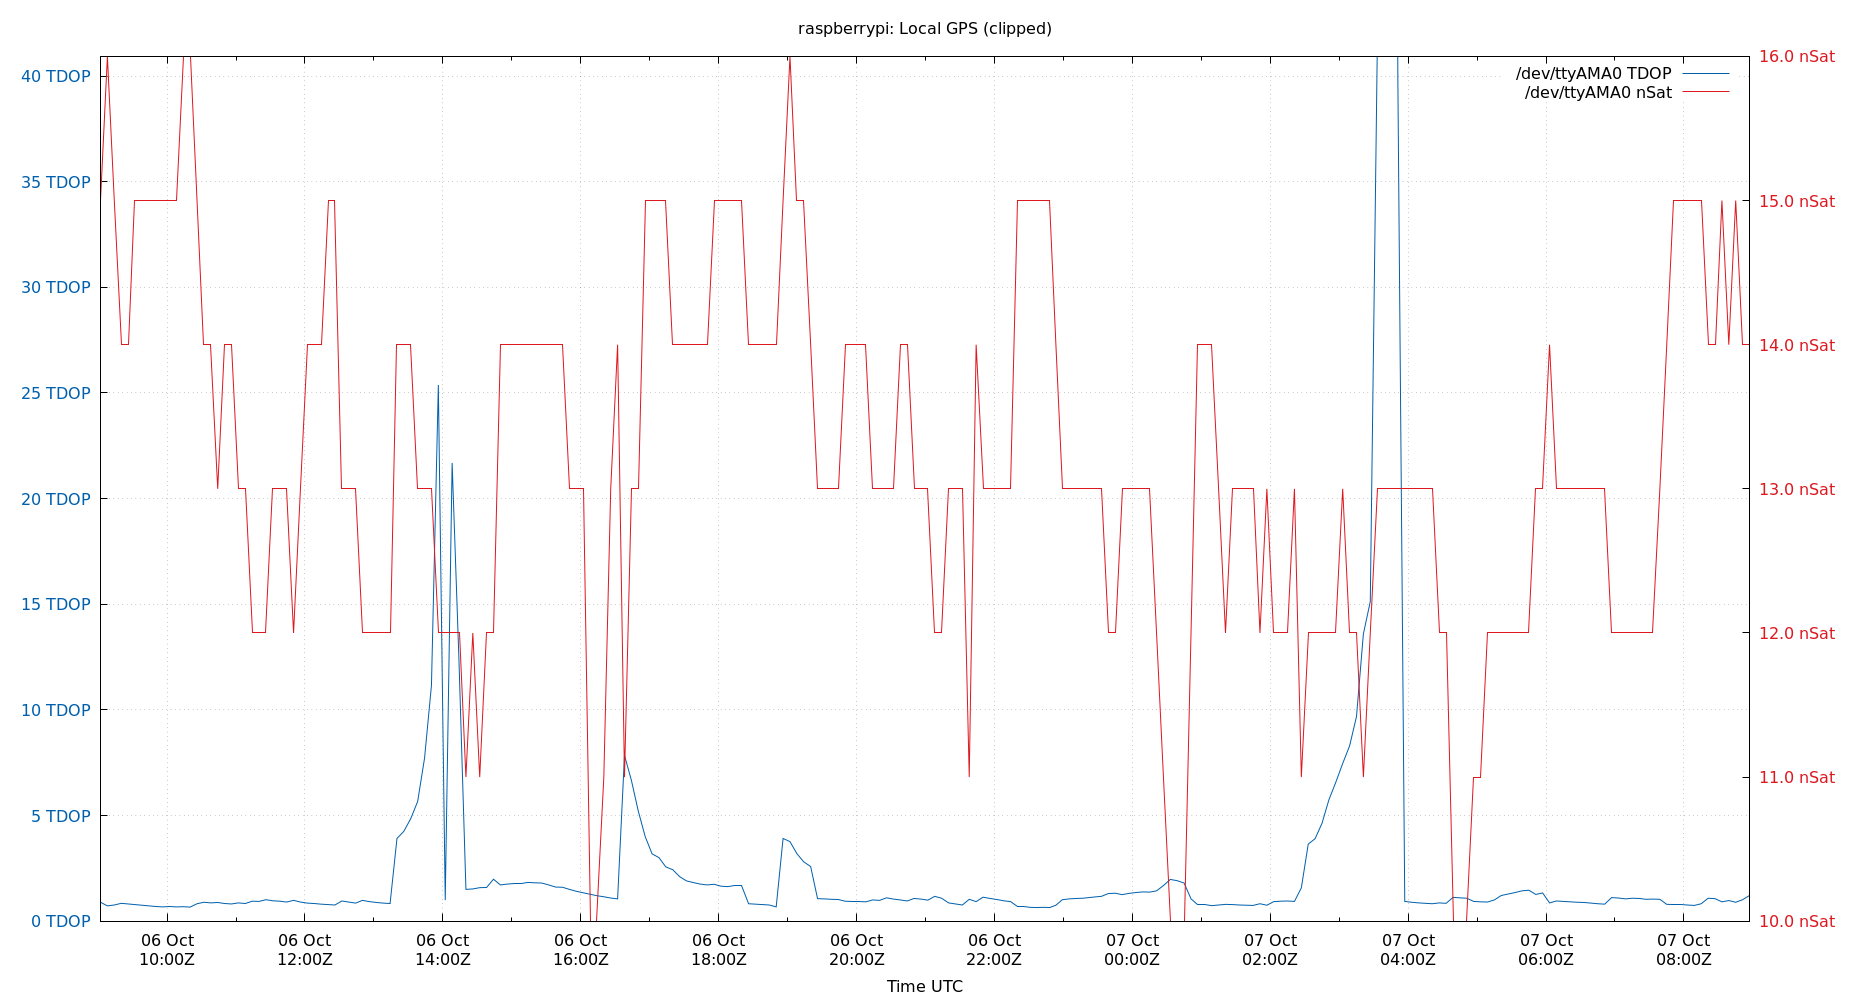 raspberrypi: Local GPS (clipped)
/dev/ttyAMA0 TDOP
/dev/ttyAMA0 nSat
40 TDOP
35 TDOP
30 TDOP
25 TDOP
20 TDOP
15 TDOP
10 TDOP
5 TDOP
0 TDOP
16.0 nSat
15.0 nSat
14.0 nSat
13.0 nSat
12.0 nSat
11.0 nSat
10.0 nSat
06 Oct 06 Oct 06 Oct 06 Oct 06 Oct 06 Oct 06 Oct 07 Oct 07 Oct 07 Oct 07 Oct 07 Oct
10:00Z 12:00Z 14:00Z 16:00Z 18:00Z 20:00Z 22:00Z 00:00Z 02:00Z 04:00Z 06:00Z 08:00Z
Time UTC